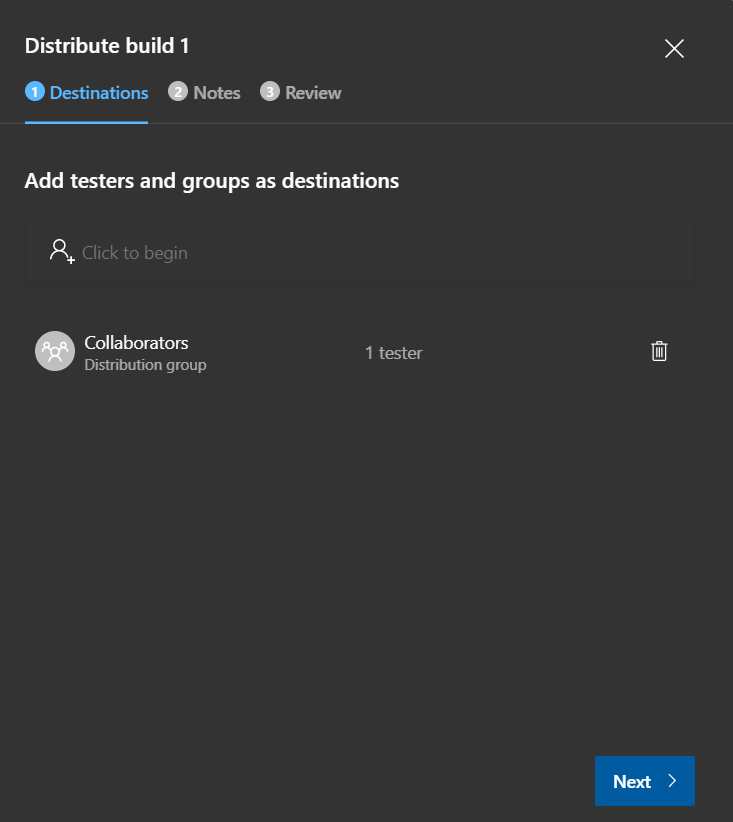 Distribute build 1
1 Destinations 2 Notes 3 Review
Add testers and groups as destinations
Click to begin
Collaborators
Distribution group
1 tester
Next